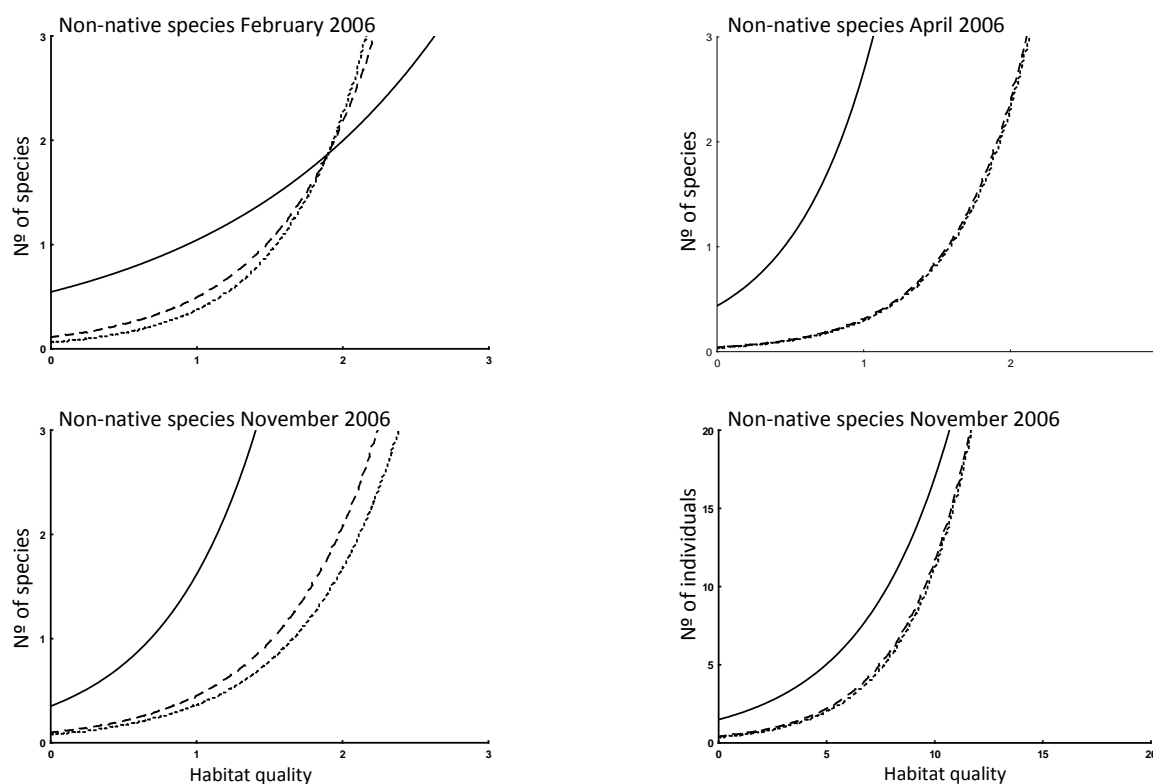 Non-native species February 2006
3
2
1
0
Nº of species
0 1 2 3
Non-native species April 2006
3
2
1
0
Nº of species
0 1 2
Non-native species November 2006
3
2
1
0
Nº of species
0 1 2 3
Habitat quality
Non-native species November 2006
20
15
10
5
0
Nº of individuals
0 5 10 15 20
Habitat quality